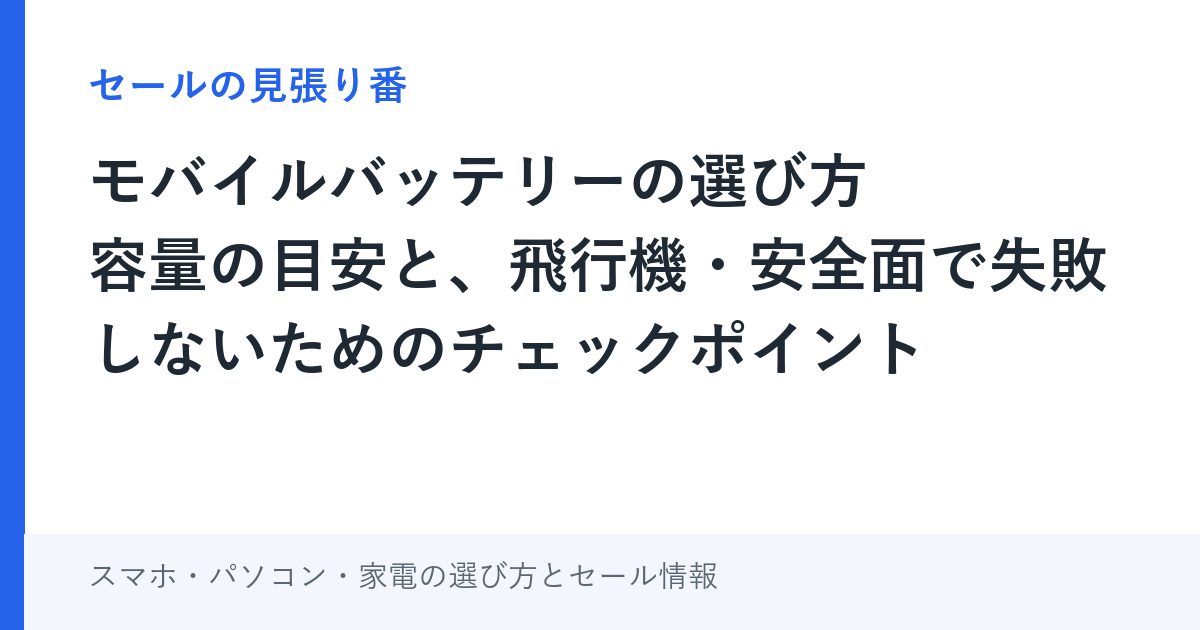 セールの見張り番
モバイルバッテリーの選び方
容量の目安と、飛行機・安全面で失敗
しないためのチェックポイント
スマホ・パソコン・家電の選び方とセール情報